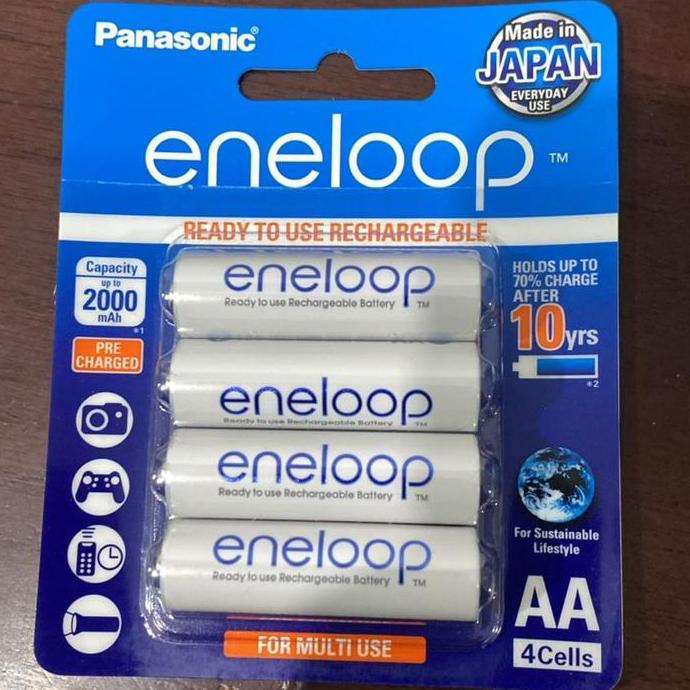 Panasonic®
Made in
JAPAN
EVERYDAY
USE
eneloop™
READY TO USE RECHARGEABLE
Capacity
up to
2000
mAh
*1
PRE
CHARGED
eneloop
Ready to use Rechargeable Battery TM
eneloop
Ready to use Rechargeable Battery TM
eneloop
Ready to use Rechargeable Battery TM
eneloop
Ready to use Rechargeable Battery TM
HOLDS UP TO
70% CHARGE
AFTER
10yrs
*2
For Sustainable
Lifestyle
AA
4Cells
FOR MULTI USE